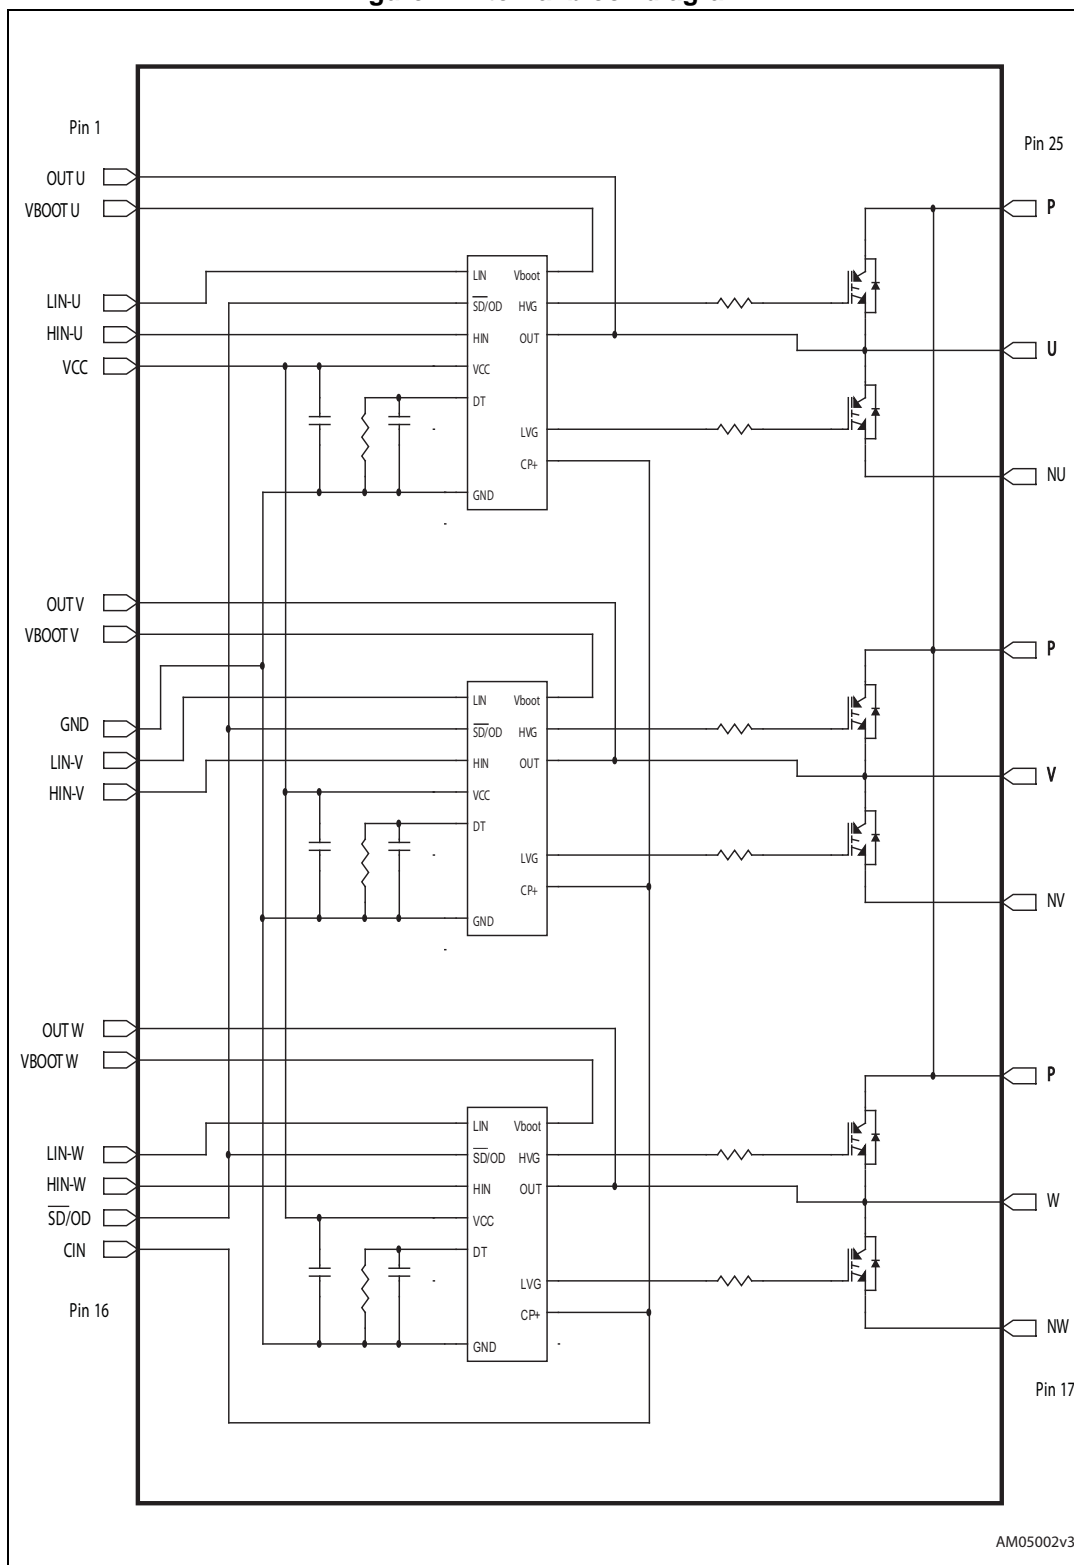 Pin 1
Pin 25
OUT U
VBOOT U
P
LIN Vboot
LIN-U
SD/OD HVG
HIN-U
HIN OUT
U
VCC
VCC
DT
LVG
CP+
NU
GND
OUT V
VBOOT V
P
GND
LIN Vboot
SD/OD HVG
LIN-V
HIN OUT
V
HIN-V
VCC
DT
LVG
CP+
NV
GND
OUT W
VBOOT W
P
LIN Vboot
LIN-W
SD/OD HVG
HIN-W
HIN OUT
W
SD/OD
VCC
CIN
DT
LVG
Pin 16
CP+
NW
GND
Pin 17
AM05002v3